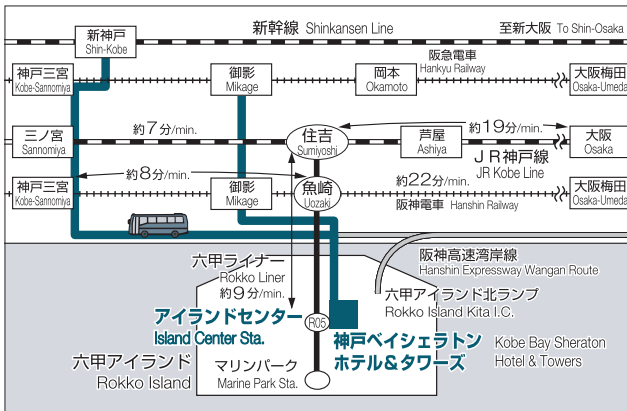 新幹線 Shinkansen Line
至新大阪 To Shin-Osaka
新神戸
Shin-Kobe
阪急電車
Hankyu Railway
神戸三宮
Kobe-Sannomiya
御影
Mikage
岡本
Okamoto
大阪梅田
Osaka-Umeda
三ノ宮
Sannomiya
約7分/min.
住吉
Sumiyoshi
芦屋
Ashiya
約19分/min.
大阪
Osaka
JR神戸線
JR Kobe Line
神戸三宮
Kobe-Sannomiya
約8分/min.
御影
Mikage
魚崎
Uozaki
約22分/min.
阪神電車 Hanshin Railway
大阪梅田
Osaka-Umeda
阪神高速湾岸線
Hanshin Expressway Wangan Route
六甲ライナー
Rokko Liner
約9分/min.
六甲アイランド北ランプ
Rokko Island Kita I.C.
アイランドセンター
Island Center Sta.
R05
神戸ベイシェラトン
ホテル&タワーズ
Kobe Bay Sheraton
Hotel & Towers
六甲アイランド
Rokko Island
マリンパーク
Marine Park Sta.